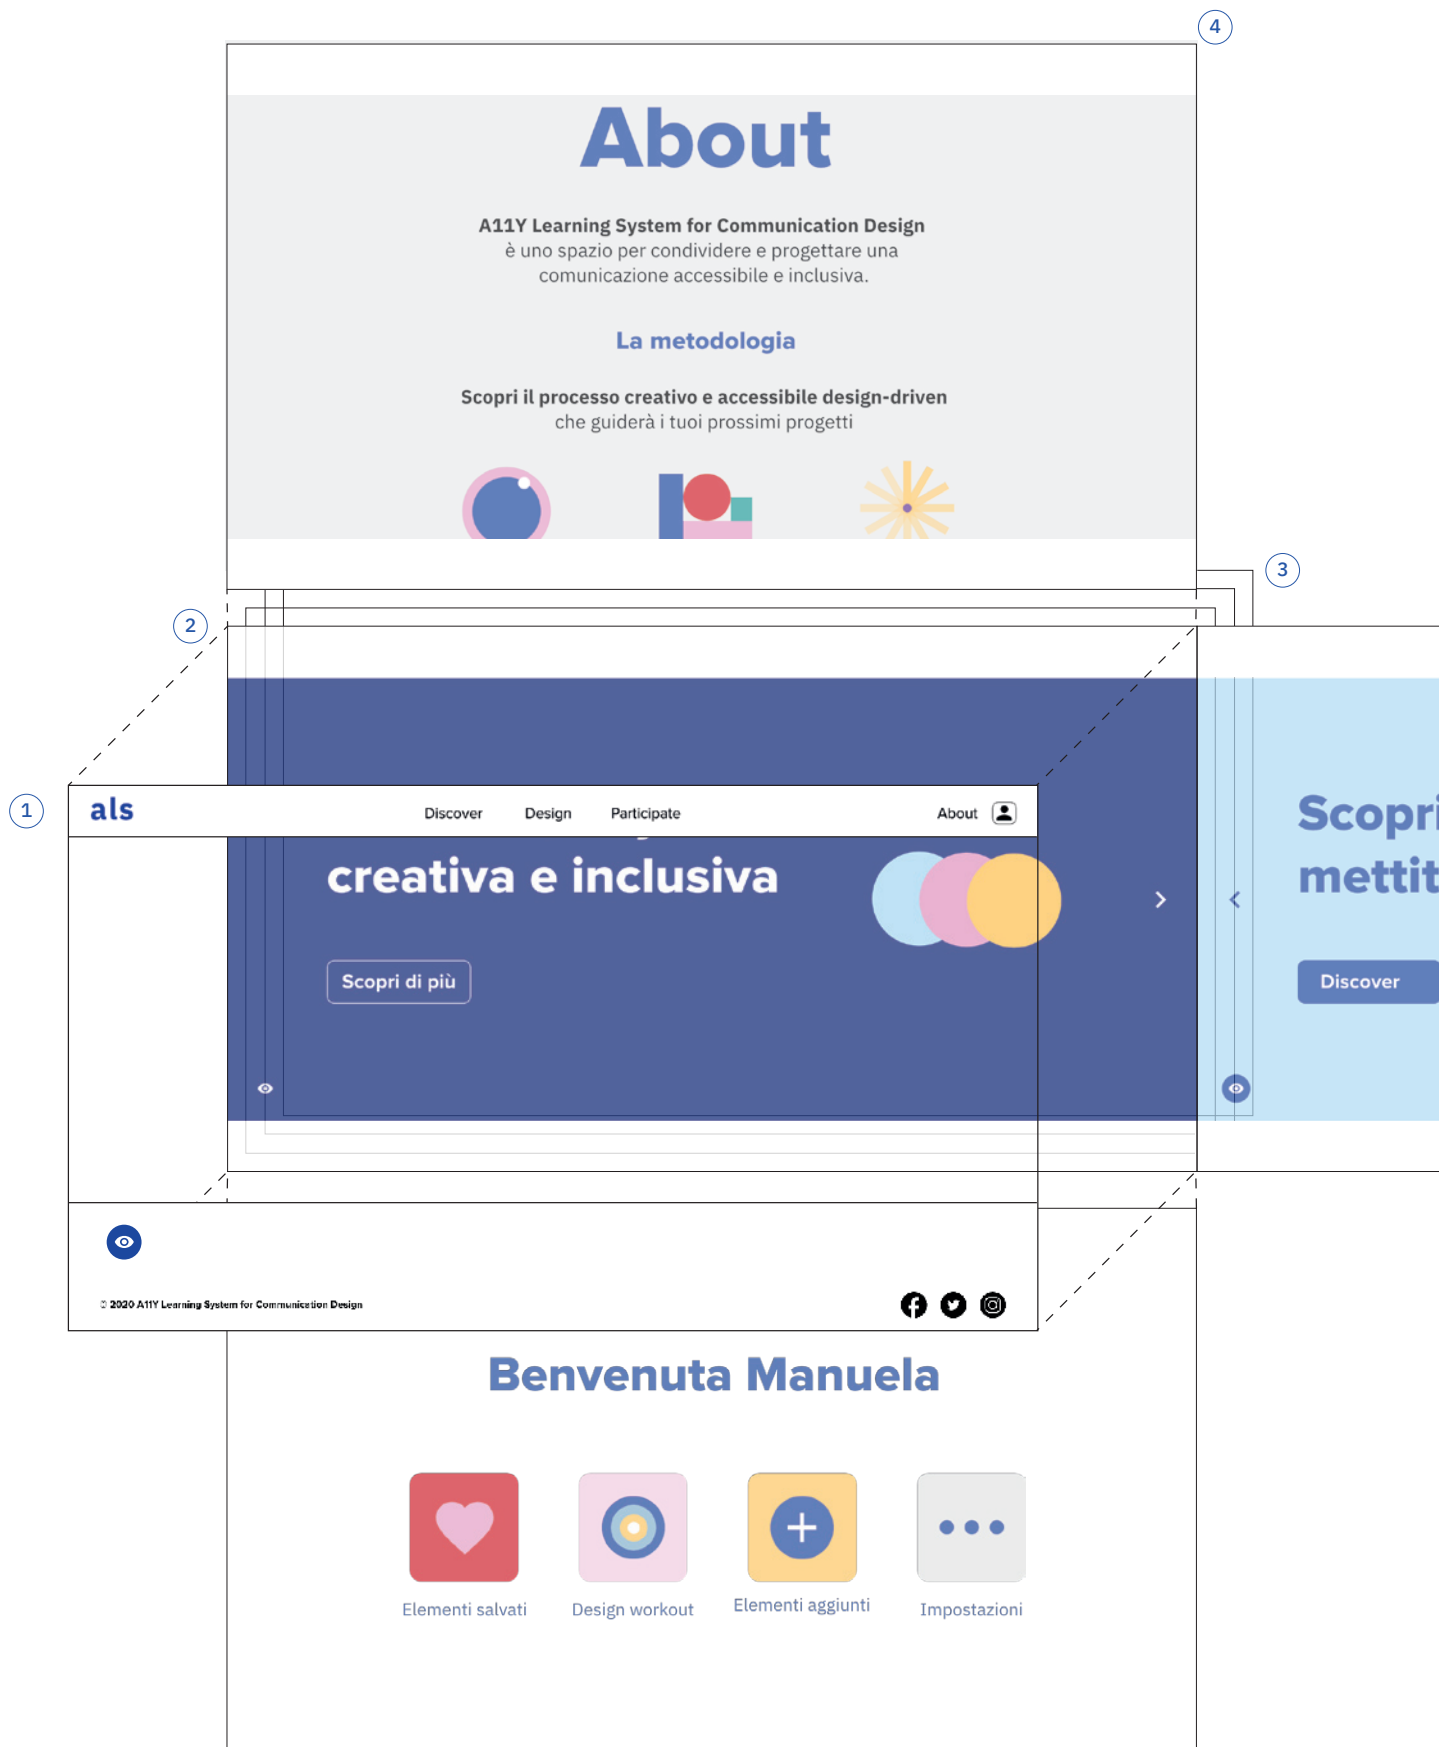 4
About
A11Y Learning System for Communication Design
è uno spazio per condividere e progettare una
comunicazione accessibile e inclusiva.
La metodologia
Scopri il processo creativo e accessibile design-driven
che guiderà i tuoi prossimi progetti
3
2
1
als
Discover
Design
Participate
About
creativa e inclusiva
Scopri di più
Scopri
mettit
Discover
© 2020 A11Y Learning System for Communication Design
Benvenuta Manuela
Elementi salvati
Design workout
Elementi aggiunti
Impostazioni